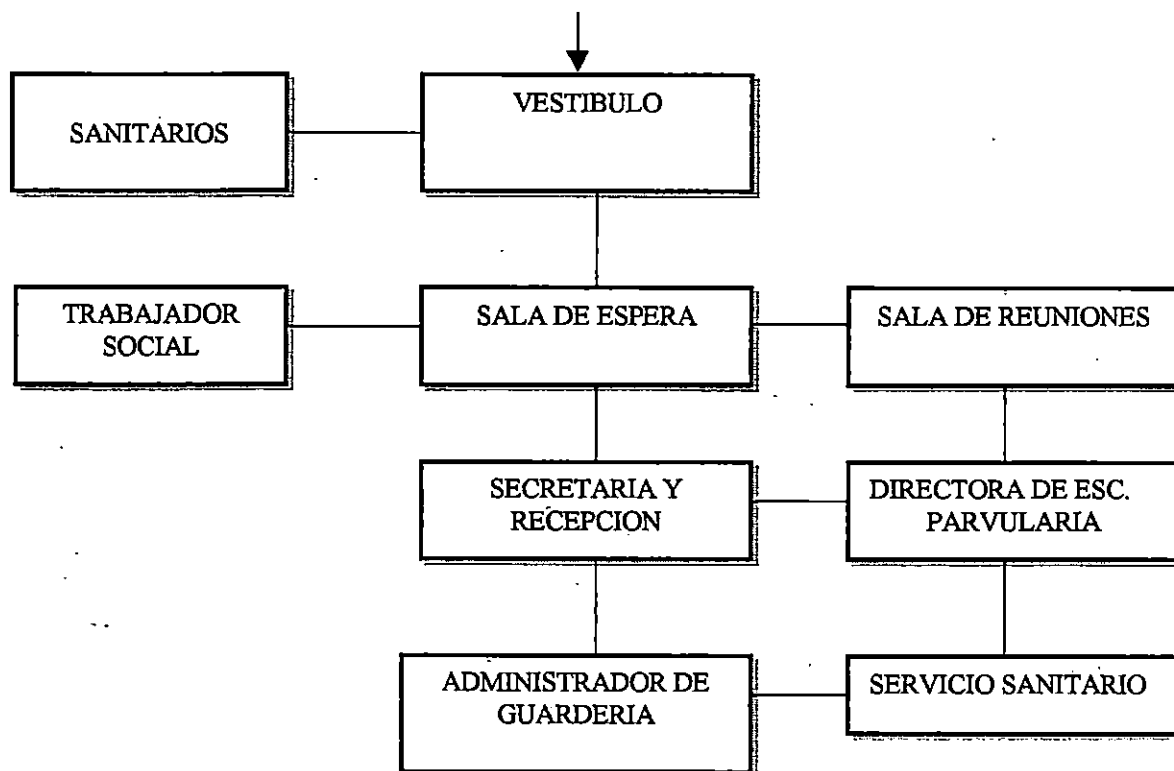 VESTIBULO
SANITARIOS
TRABAJADOR
SOCIAL
SALA DE ESPERA
SALA DE REUNIONES
SECRETARIA Y
RECEPCION
DIRECTORA DE ESC.
PARVULARIA
ADMINISTRADOR DE
GUARDERIA
SERVICIO SANITARIO